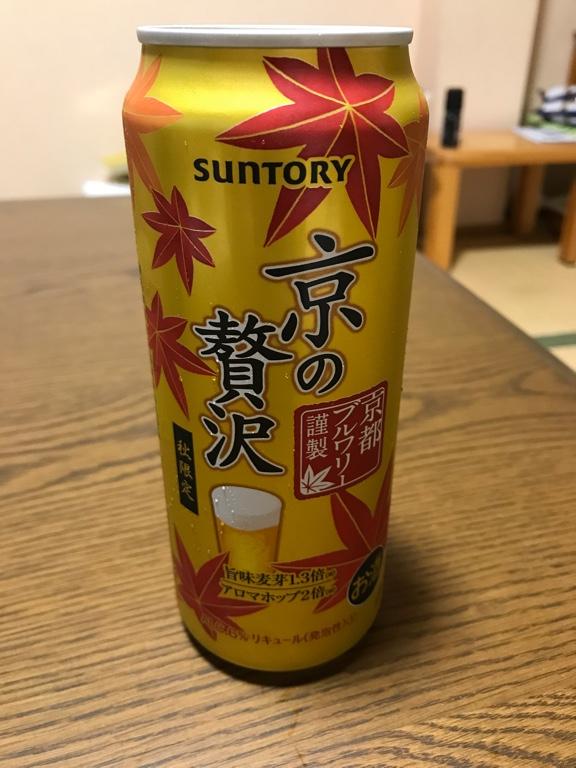 SUNTORY
京の
贅沢
京都
ブルワリー
謹製
秋限定
旨味麦芽1.3倍
アロマホップ2倍
お酒
リキュール(発泡性)